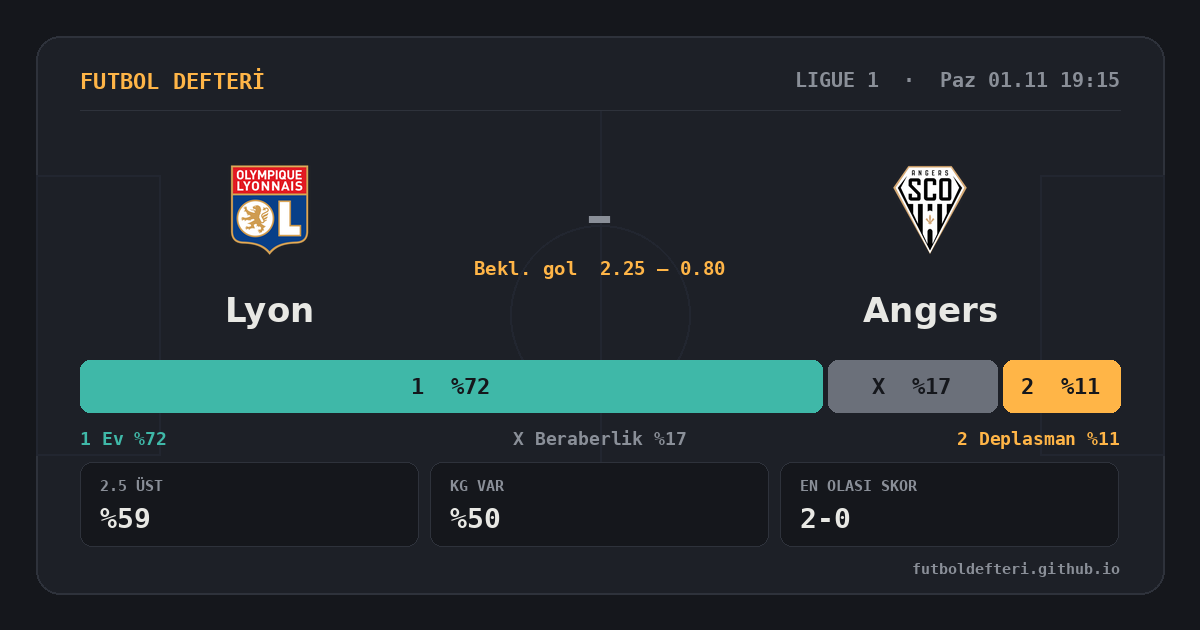 FUTBOL DEFTERİ
LIGUE 1 · Paz 01.11 19:15
OLYMPIQUE
LYONNAIS
OL
ANGERS
SCO
–
Bekl. gol 2.25 — 0.80
Lyon
Angers
1 %72
X %17
2 %11
1 Ev %72
X Beraberlik %17
2 Deplasman %11
2.5 ÜST
KG VAR
EN OLASI SKOR
%59
%50
2-0
futboldefteri.github.io